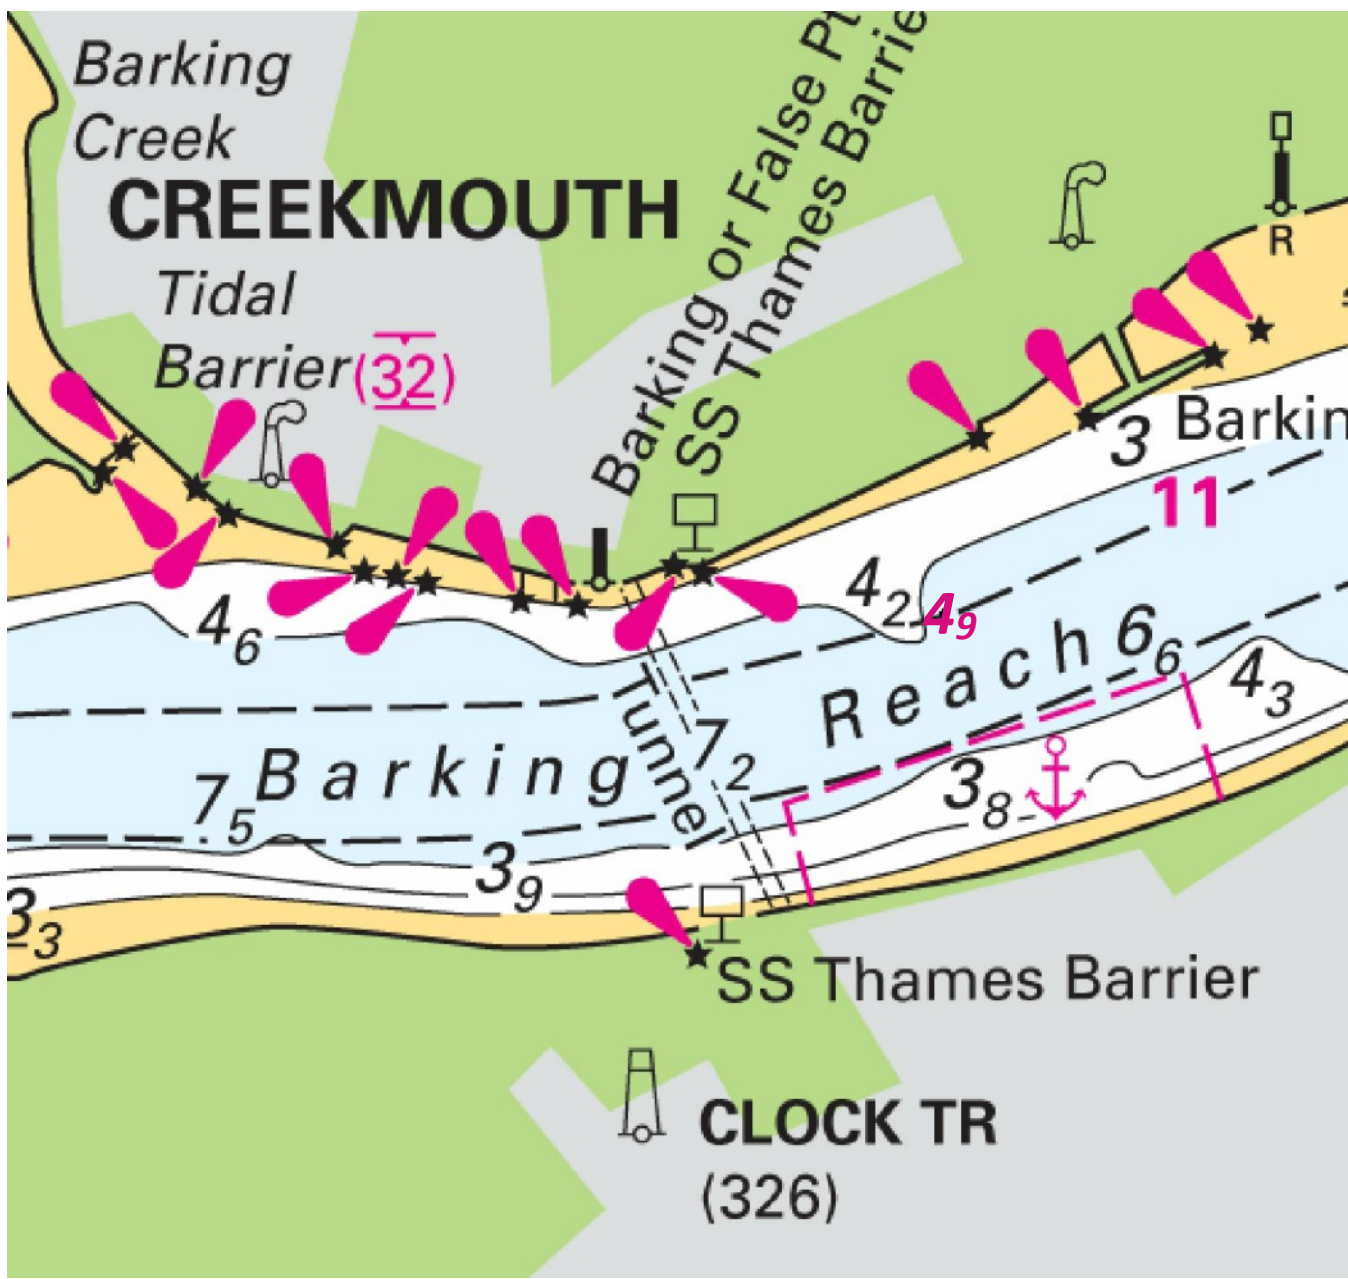 Barking
Creek
CREEKMOUTH
Tidal
Barrier(32)
Barking or False Pt
SS Thames Barrie
R
3
Barkin
11
4₂
4₉
4₆
Reach
6₆
4₃
Tunnel
7₂
Barking
7₅
3₈
3₉
3₃
SS Thames Barrier
CLOCK TR
(326)